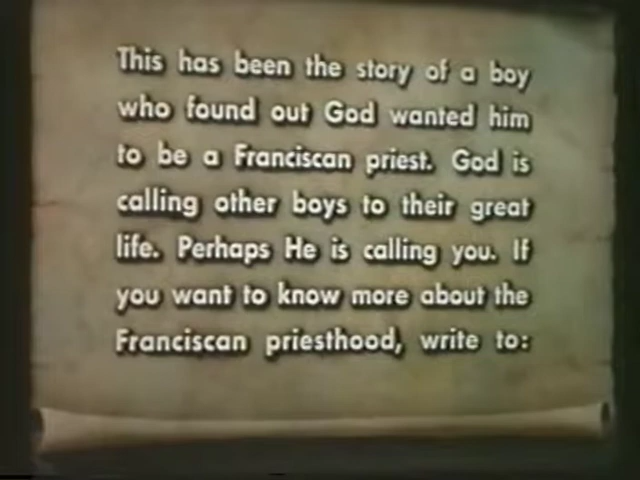 This has been the story of a boy
who found out God wanted him
to be a Franciscan priest. God is
calling other boys to their great
life. Perhaps He is calling you. If
you want to know more about the
Franciscan priesthood, write to: